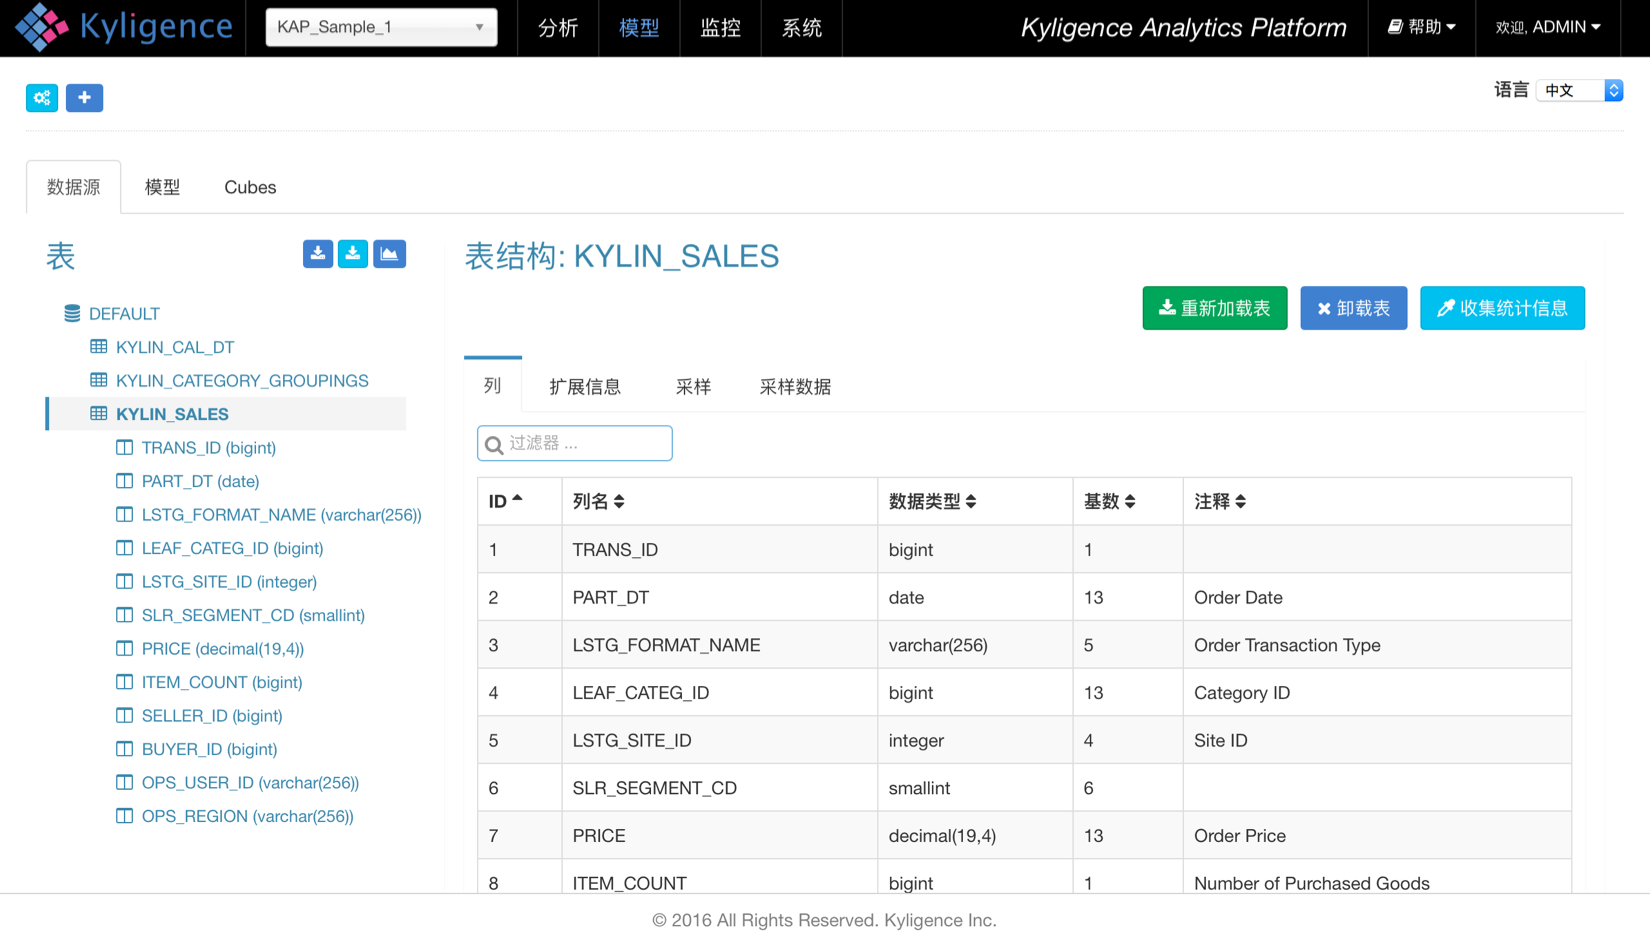 Kyligence
KAP_Sample_1
分析
模型
监控
系统
Kyligence Analytics Platform
帮助
欢迎, ADMIN
语言 中文
数据源
模型
Cubes
表
DEFAULT
KYLIN_CAL_DT
KYLIN_CATEGORY_GROUPINGS
KYLIN_SALES
TRANS_ID (bigint)
PART_DT (date)
LSTG_FORMAT_NAME (varchar(256))
LEAF_CATEG_ID (bigint)
LSTG_SITE_ID (integer)
SLR_SEGMENT_CD (smallint)
PRICE (decimal(19,4))
ITEM_COUNT (bigint)
SELLER_ID (bigint)
BUYER_ID (bigint)
OPS_USER_ID (varchar(256))
OPS_REGION (varchar(256))
表结构: KYLIN_SALES
重新加载表
卸载表
收集统计信息
列
扩展信息
采样
采样数据
过滤器 ...
ID 列名 数据类型 基数 注释
1 TRANS_ID bigint 1
2 PART_DT date 13 Order Date
3 LSTG_FORMAT_NAME varchar(256) 5 Order Transaction Type
4 LEAF_CATEG_ID bigint 13 Category ID
5 LSTG_SITE_ID integer 4 Site ID
6 SLR_SEGMENT_CD smallint 6
7 PRICE decimal(19,4) 13 Order Price
8 ITEM_COUNT bigint 1 Number of Purchased Goods
© 2016 All Rights Reserved. Kyligence Inc.